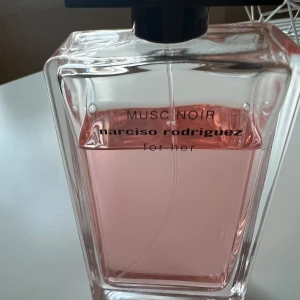 MUSC NOIR
narciso rodriguez
for her